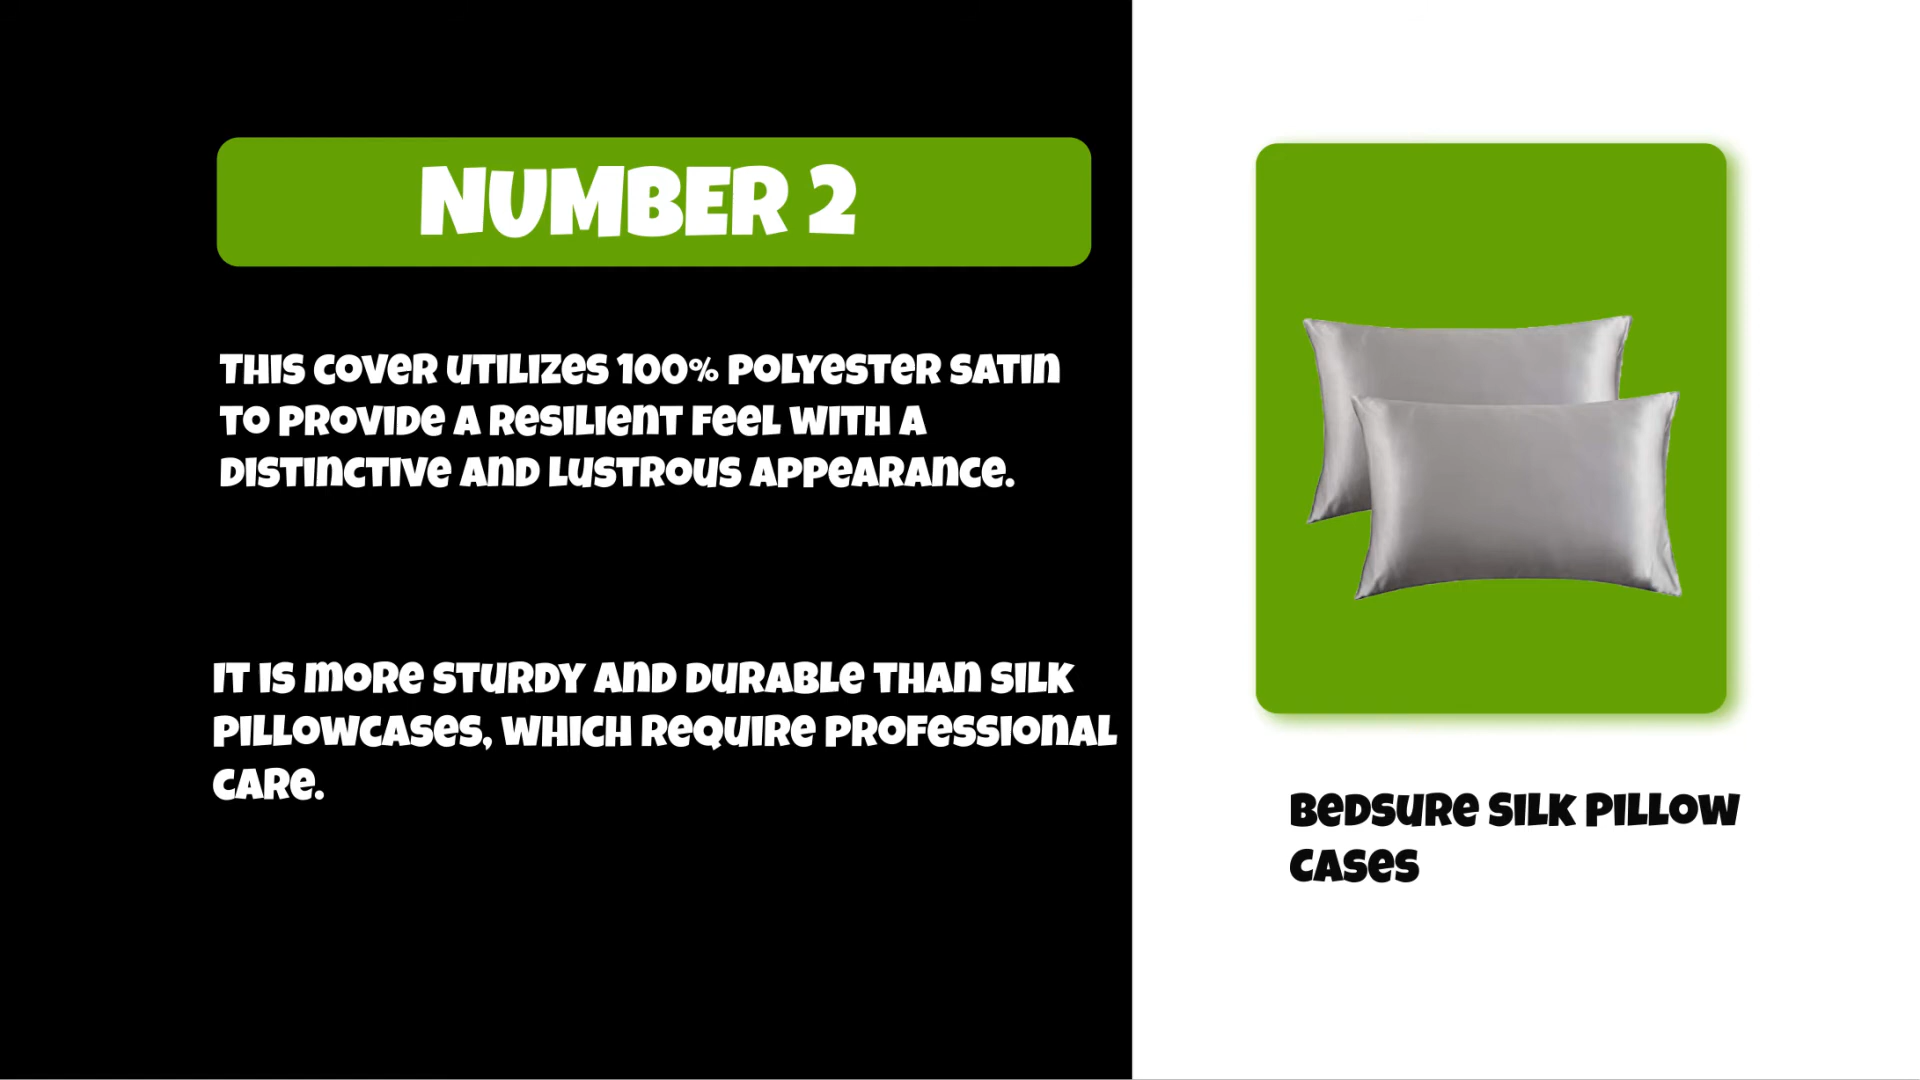 NUMBER 2
THIS COVER UTILIZES 100% POLYESTER SATIN
TO PROVIDE A RESILIENT FEEL WITH A
DISTINCTIVE AND LUSTROUS APPEARANCE.
IT IS MORE STURDY AND DURABLE THAN SILK
PILLOWCASES, WHICH REQUIRE PROFESSIONAL
CARE.
BEDSURE SILK PILLOW
CASES